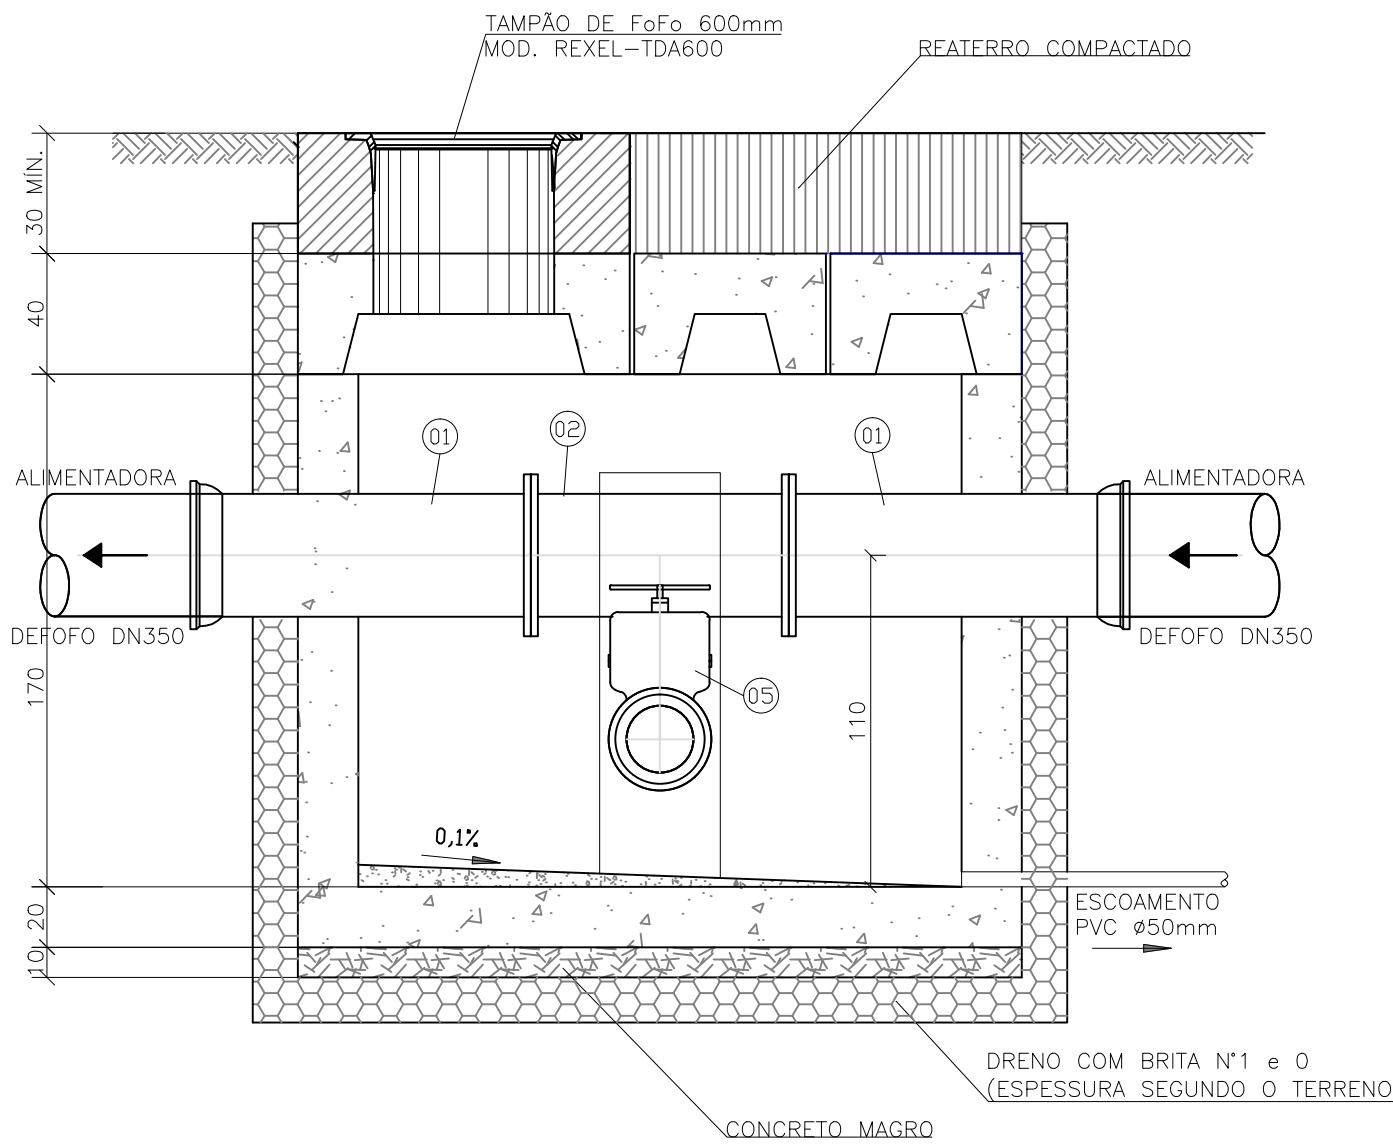 TAMPÃO DE FoFo 600mm
MOD. REXEL-TDA600
REATERRO COMPACTADO
30 MÍN.
40
01
02
01
ALIMENTADORA
ALIMENTADORA
DEFOFO DN350
DEFOFO DN350
170
05
110
0,1%
20
10
ESCOAMENTO
PVC ø50mm
DRENO COM BRITA N°1 e 0
(ESPESSURA SEGUNDO O TERRENO
CONCRETO MAGRO